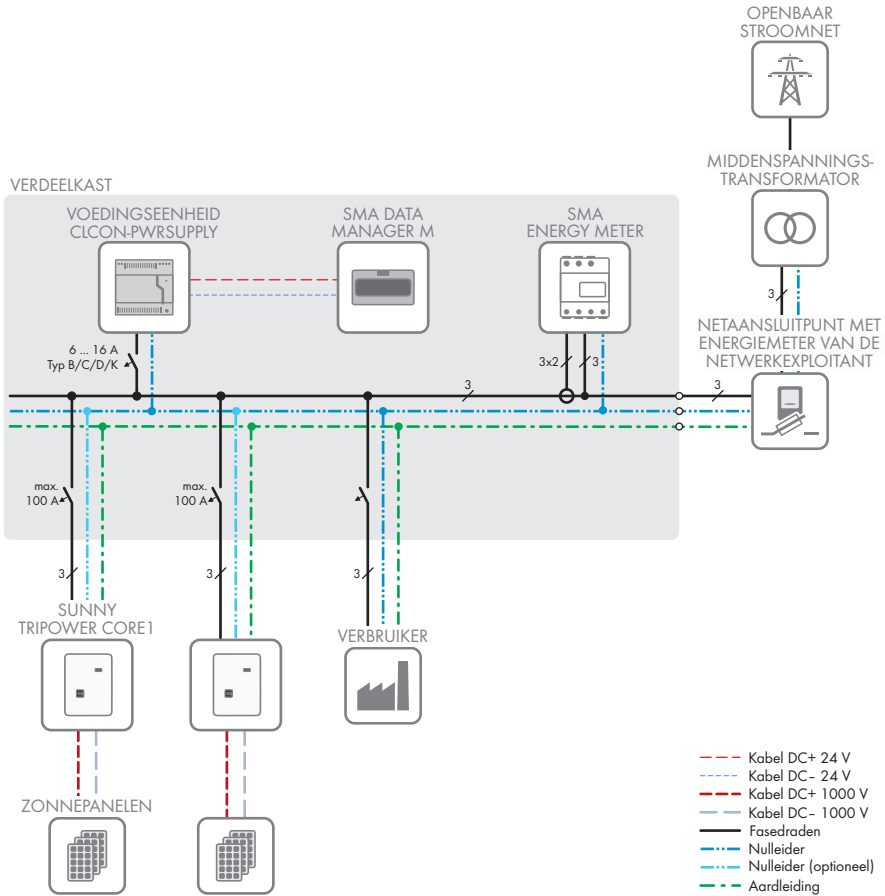 OPENBAAR
STROOMNET
MIDDENSPANNINGS-
TRANSFORMATOR
VERDEELKAST
VOEDINGSEENHEID
CLCON-PWRSUPPLY
SMA DATA
MANAGER M
SMA
ENERGY METER
3
NETAANSLUITPUNT MET
ENERGIEMETER VAN DE
NETWERKEXPLOITANT
6 ... 16 A
Typ B/C/D/K
3x2
3
3
3
max.
100 A
max.
100 A
3
3
3
SUNNY
TRIPOWER CORE1
VERBRUIKER
ZONNEPANELEN
Kabel DC+ 24 V
Kabel DC– 24 V
Kabel DC+ 1000 V
Kabel DC– 1000 V
Fasedraden
Nulleider
Nulleider (optioneel)
Aardleiding